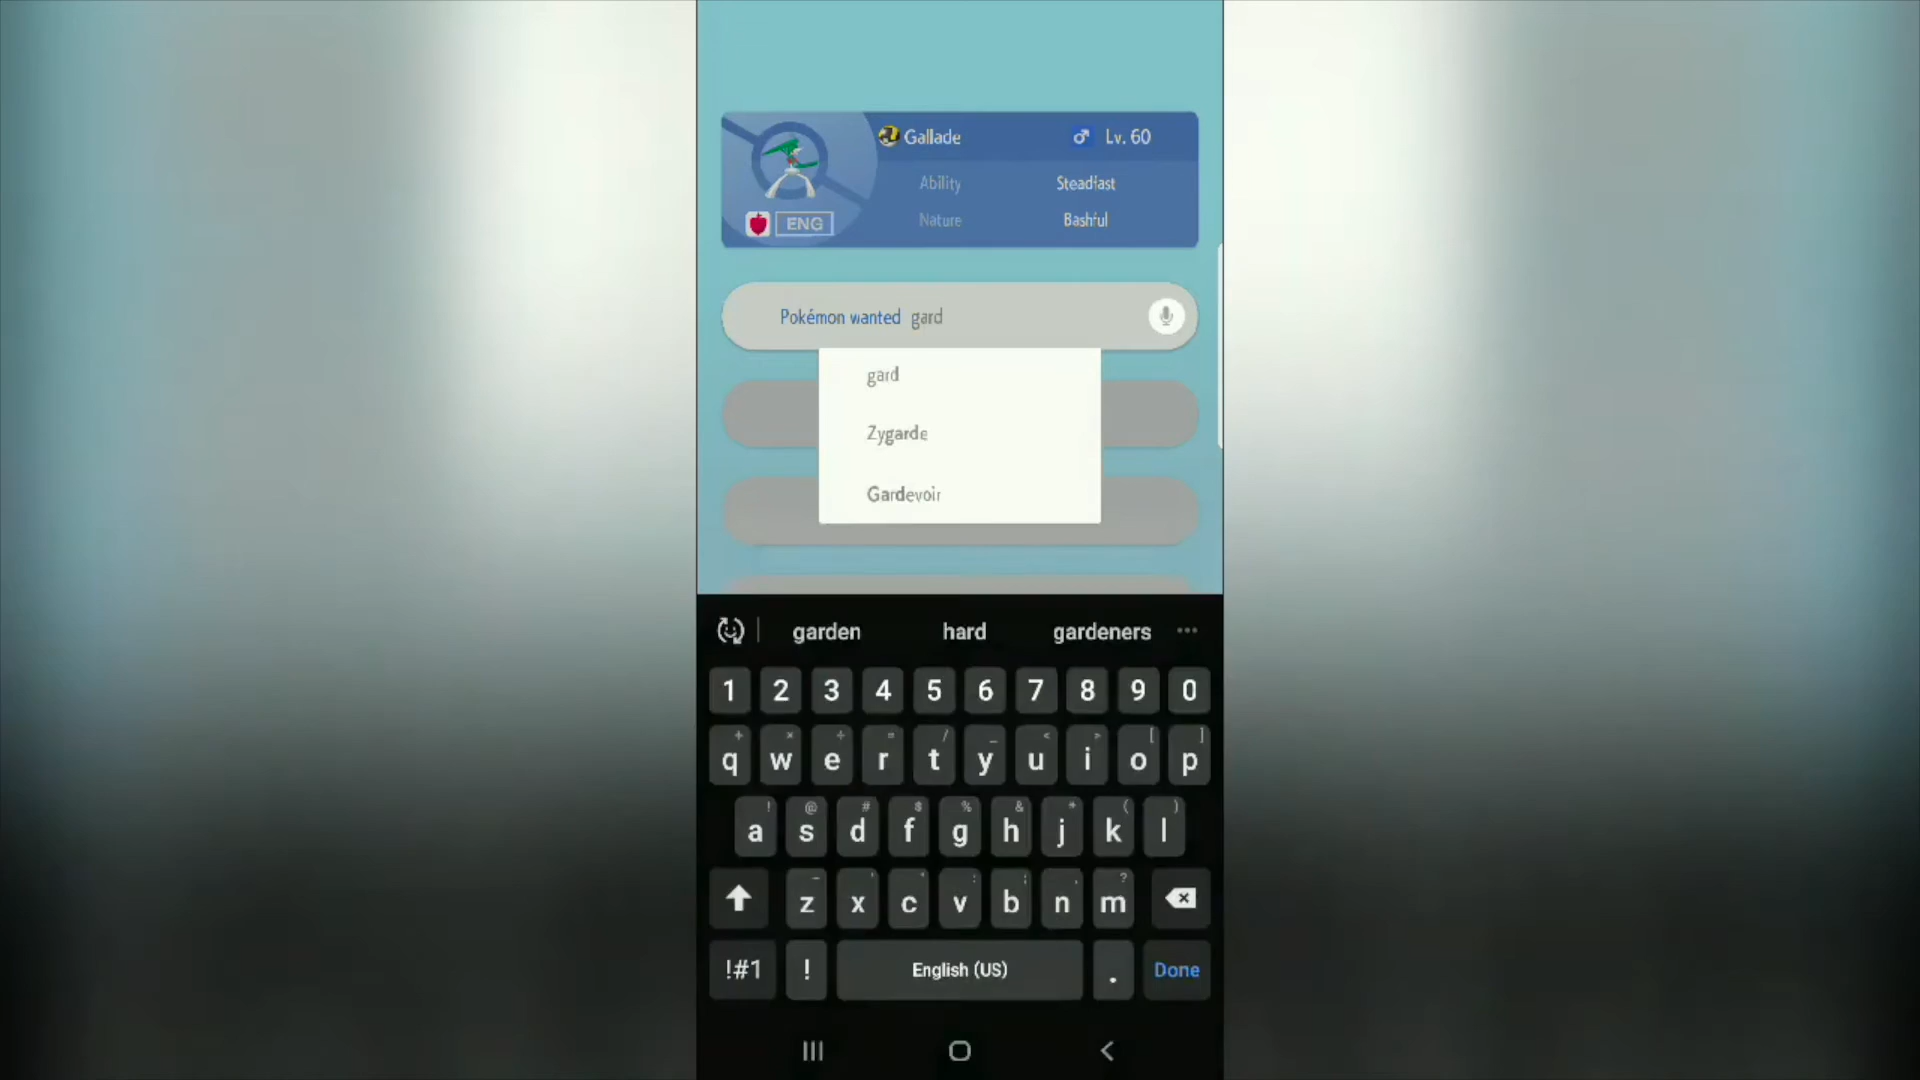 Gallade ♂ Lv. 60
Ability Steadfast
ENG
Nature Bashful
Pokémon wanted gard
gard
Zygarde
Gardevoir
garden hard gardeners
1 2 3 4 5 6 7 8 9 0
q w e r t y u i o p
a s d f g h j k l
z x c v b n m
!#1 ! English (US) . Done